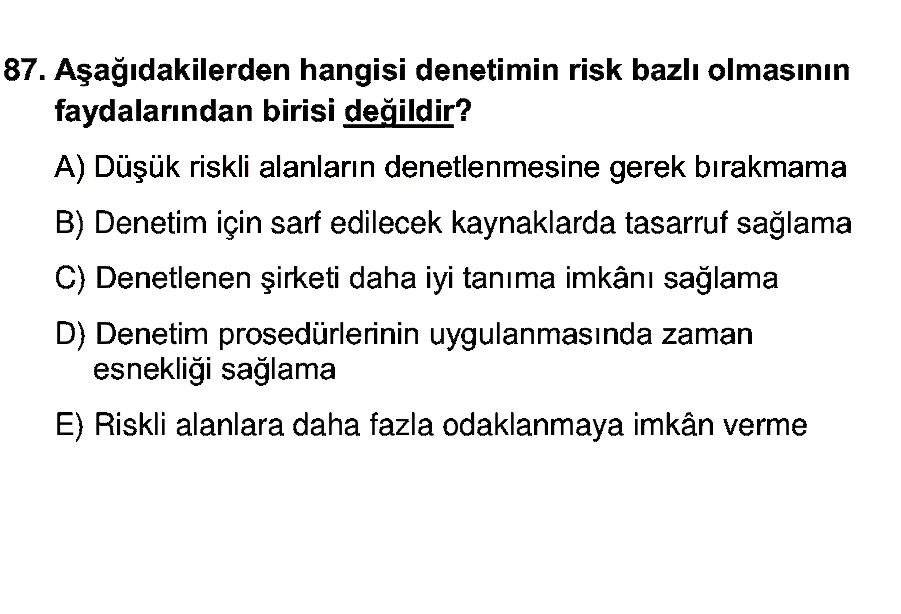 87. Aşağıdakilerden hangisi denetimin risk bazlı olmasının
faydalarından birisi değildir?
A) Düşük riskli alanların denetlenmesine gerek bırakmama
B) Denetim için sarf edilecek kaynaklarda tasarruf sağlama
C) Denetlenen şirketi daha iyi tanıma imkânı sağlama
D) Denetim prosedürlerinin uygulanmasında zaman
esnekliği sağlama
E) Riskli alanlara daha fazla odaklanmaya imkân verme